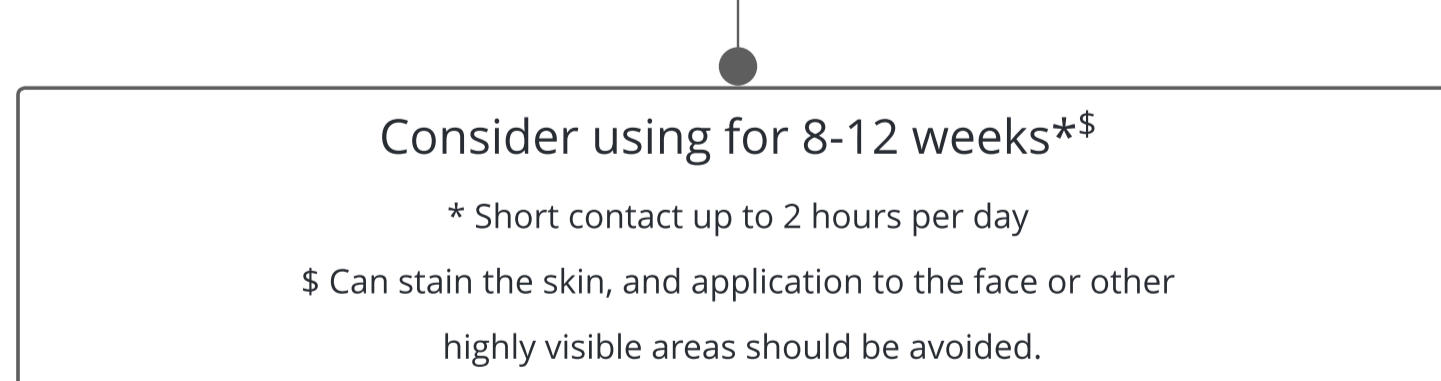 Consider using for 8-12 weeks*$
* Short contact up to 2 hours per day
$ Can stain the skin, and application to the face or other
highly visible areas should be avoided.